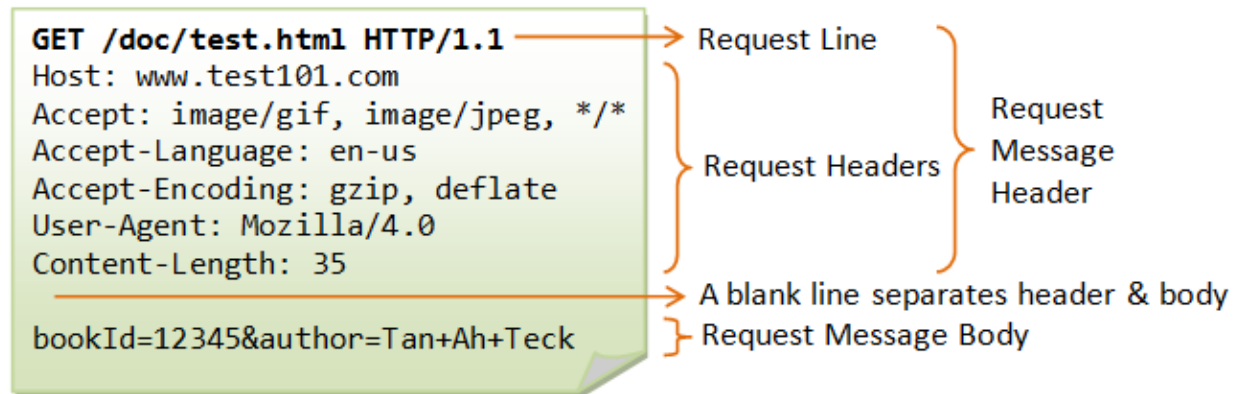 GET /doc/test.html HTTP/1.1
Host: www.test101.com
Accept: image/gif, image/jpeg, */*
Accept-Language: en-us
Accept-Encoding: gzip, deflate
User-Agent: Mozilla/4.0
Content-Length: 35
bookId=12345&author=Tan+Ah+Teck
Request Line
Request Headers
Request
Message
Header
A blank line separates header & body
Request Message Body